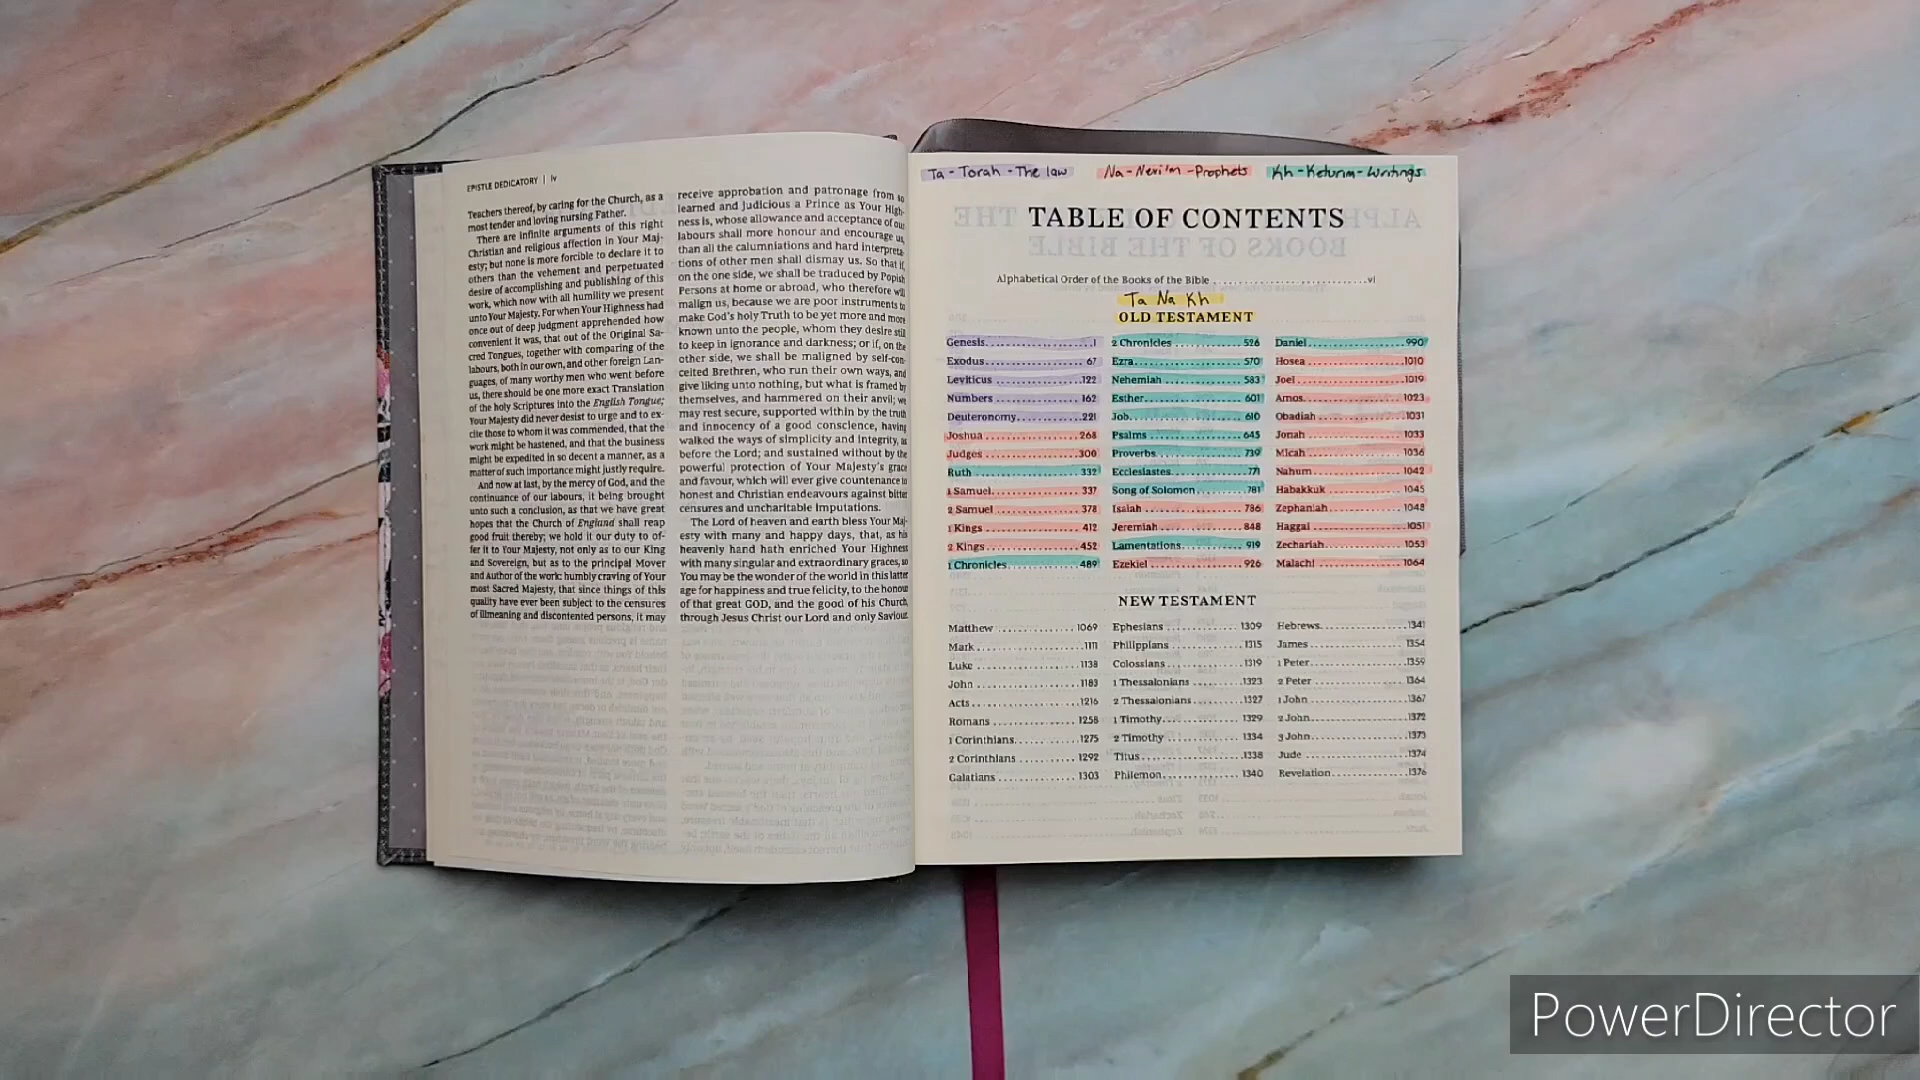 EPISTLE DEDICATORY | iv
Teachers thereof, by caring for the Church, as a
most tender and loving nursing Father.
There are infinite arguments of this right
Christian and religious affection in Your Maj-
esty; but none is more forcible to declare it to
others than the vehement and perpetuated
desire of accomplishing and publishing of this
work, which now with all humility we present
unto Your Majesty. For when Your Highness had
once out of deep judgment apprehended how
convenient it was, that out of the Original Sa-
cred Tongues, together with comparing of the
labours, both in our own, and other foreign Lan-
guages, of many worthy men who went before
us, there should be one more exact Translation
of the holy Scriptures into the English Tongue;
Your Majesty did never desist to urge and to ex-
cite those to whom it was commended, that the
work might be hastened, and that the business
might be expedited in so decent a manner, as a
matter of such importance might justly require.
And now at last, by the mercy of God, and the
continuance of our labours, it being brought
unto such a conclusion, as that we have great
hopes that the Church of England shall reap
good fruit thereby; we hold it our duty to of-
fer it to Your Majesty, not only as to our King
and Sovereign, but as to the principal Mover
and Author of the work: humbly craving of Your
most Sacred Majesty, that since things of this
quality have ever been subject to the censures
of illmeaning and discontented persons, it may
receive approbation and patronage from so
learned and judicious a Prince as Your High-
ness is, whose allowance and acceptance of our
labours shall more honour and encourage us,
than all the calumniations and hard interpreta-
tions of other men shall dismay us. So that if,
on the one side, we shall be traduced by Popish
Persons at home or abroad, who therefore will
malign us, because we are poor instruments to
make God's holy Truth to be yet more and more
known unto the people, whom they desire still
to keep in ignorance and darkness; or if, on the
other side, we shall be maligned by self-con-
ceited Brethren, who run their own ways, and
give liking unto nothing, but what is framed by
themselves, and hammered on their anvil; we
may rest secure, supported within by the truth
and innocency of a good conscience, having
walked the ways of simplicity and integrity, as
before the Lord; and sustained without by the
powerful protection of Your Majesty's grace
and favour, which will ever give countenance to
honest and Christian endeavours against bitter
censures and uncharitable imputations.
The Lord of heaven and earth bless Your Maj-
esty with many and happy days, that, as his
heavenly hand hath enriched Your Highness
with many singular and extraordinary graces, so
You may be the wonder of the world in this latter
age for happiness and true felicity, to the honour
of that great GOD, and the good of his Church,
through Jesus Christ our Lord and only Saviour
Ta - Torah - The law Na - Nevi'im - Prophets Kh - Keturim - Writings
TABLE OF CONTENTS
Alphabetical Order of the Books of the Bible vi
Ta Na Kh
OLD TESTAMENT
Genesis 1
Exodus 67
Leviticus 122
Numbers 162
Deuteronomy 221
Joshua 268
Judges 300
Ruth 332
1 Samuel 337
2 Samuel 378
1 Kings 412
2 Kings 452
1 Chronicles 489
2 Chronicles 526
Ezra 570
Nehemiah 583
Esther 601
Job 610
Psalms 645
Proverbs 739
Ecclesiastes 771
Song of Solomon 781
Isaiah 786
Jeremiah 848
Lamentations 919
Ezekiel 926
Daniel 990
Hosea 1010
Joel 1019
Amos 1023
Obadiah 1031
Jonah 1033
Micah 1036
Nahum 1042
Habakkuk 1045
Zephaniah 1048
Haggai 1051
Zechariah 1053
Malachi 1064
NEW TESTAMENT
Matthew 1069
Mark 1111
Luke 1138
John 1183
Acts 1216
Romans 1258
1 Corinthians 1275
2 Corinthians 1292
Galatians 1303
Ephesians 1309
Philippians 1315
Colossians 1319
1 Thessalonians 1323
2 Thessalonians 1327
1 Timothy 1329
2 Timothy 1334
Titus 1338
Philemon 1340
Hebrews 1341
James 1354
1 Peter 1359
2 Peter 1364
1 John 1367
2 John 1372
3 John 1373
Jude 1374
Revelation 1376
PowerDirector